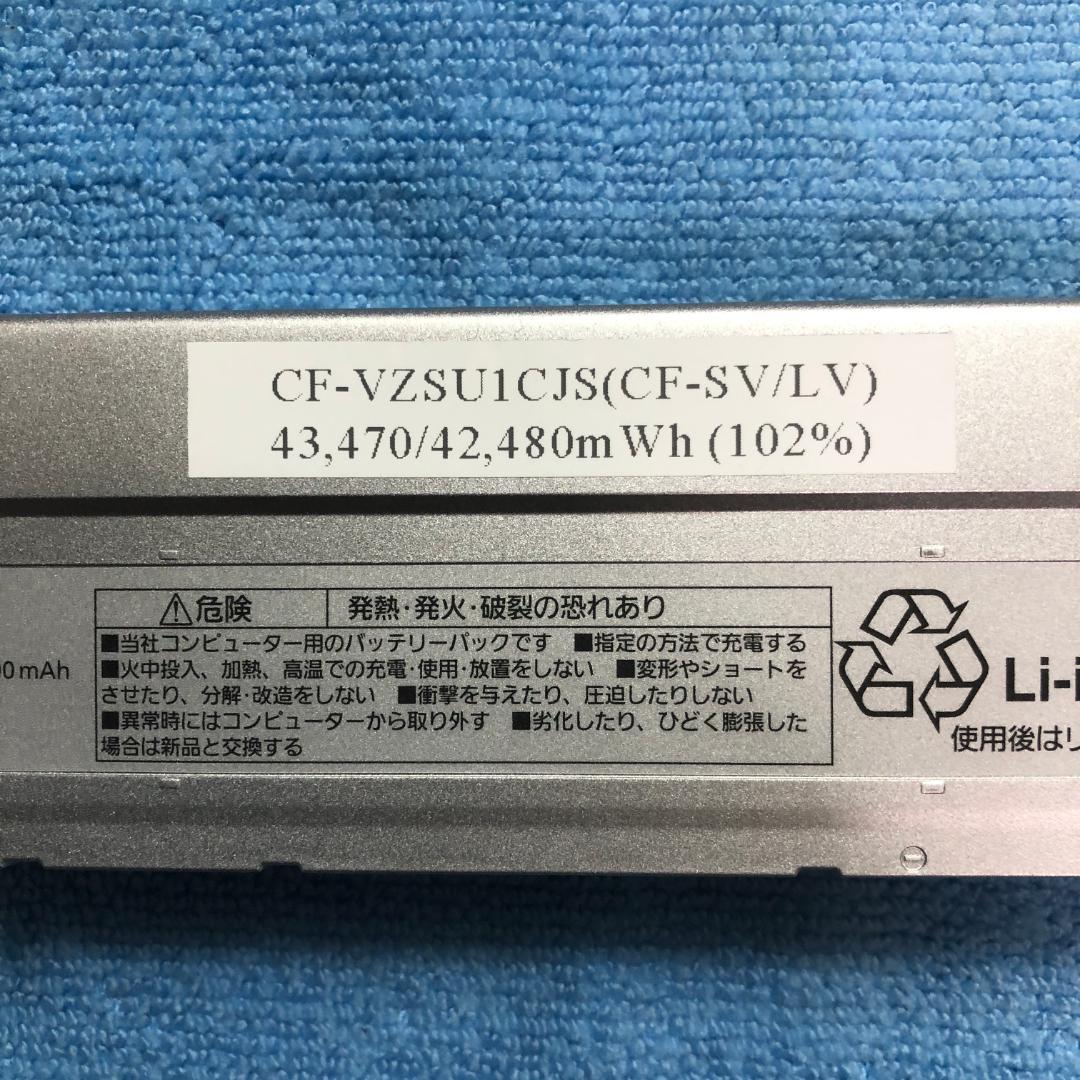 CF-VZSU1CJS(CF-SV/LV)
43,470/42,480mWh (102%)
⚠危険 発熱・発火・破裂の恐れあり
■当社コンピューター用のバッテリーパックです ■指定の方法で充電する
■火中投入、加熱、高温での充電・使用・放置をしない ■変形やショートを
させたり、分解・改造をしない ■衝撃を与えたり、圧迫したりしない
■異常時にはコンピューターから取り外す ■劣化したり、ひどく膨張した
場合は新品と交換する
00mAh
Li-i
使用後はリ